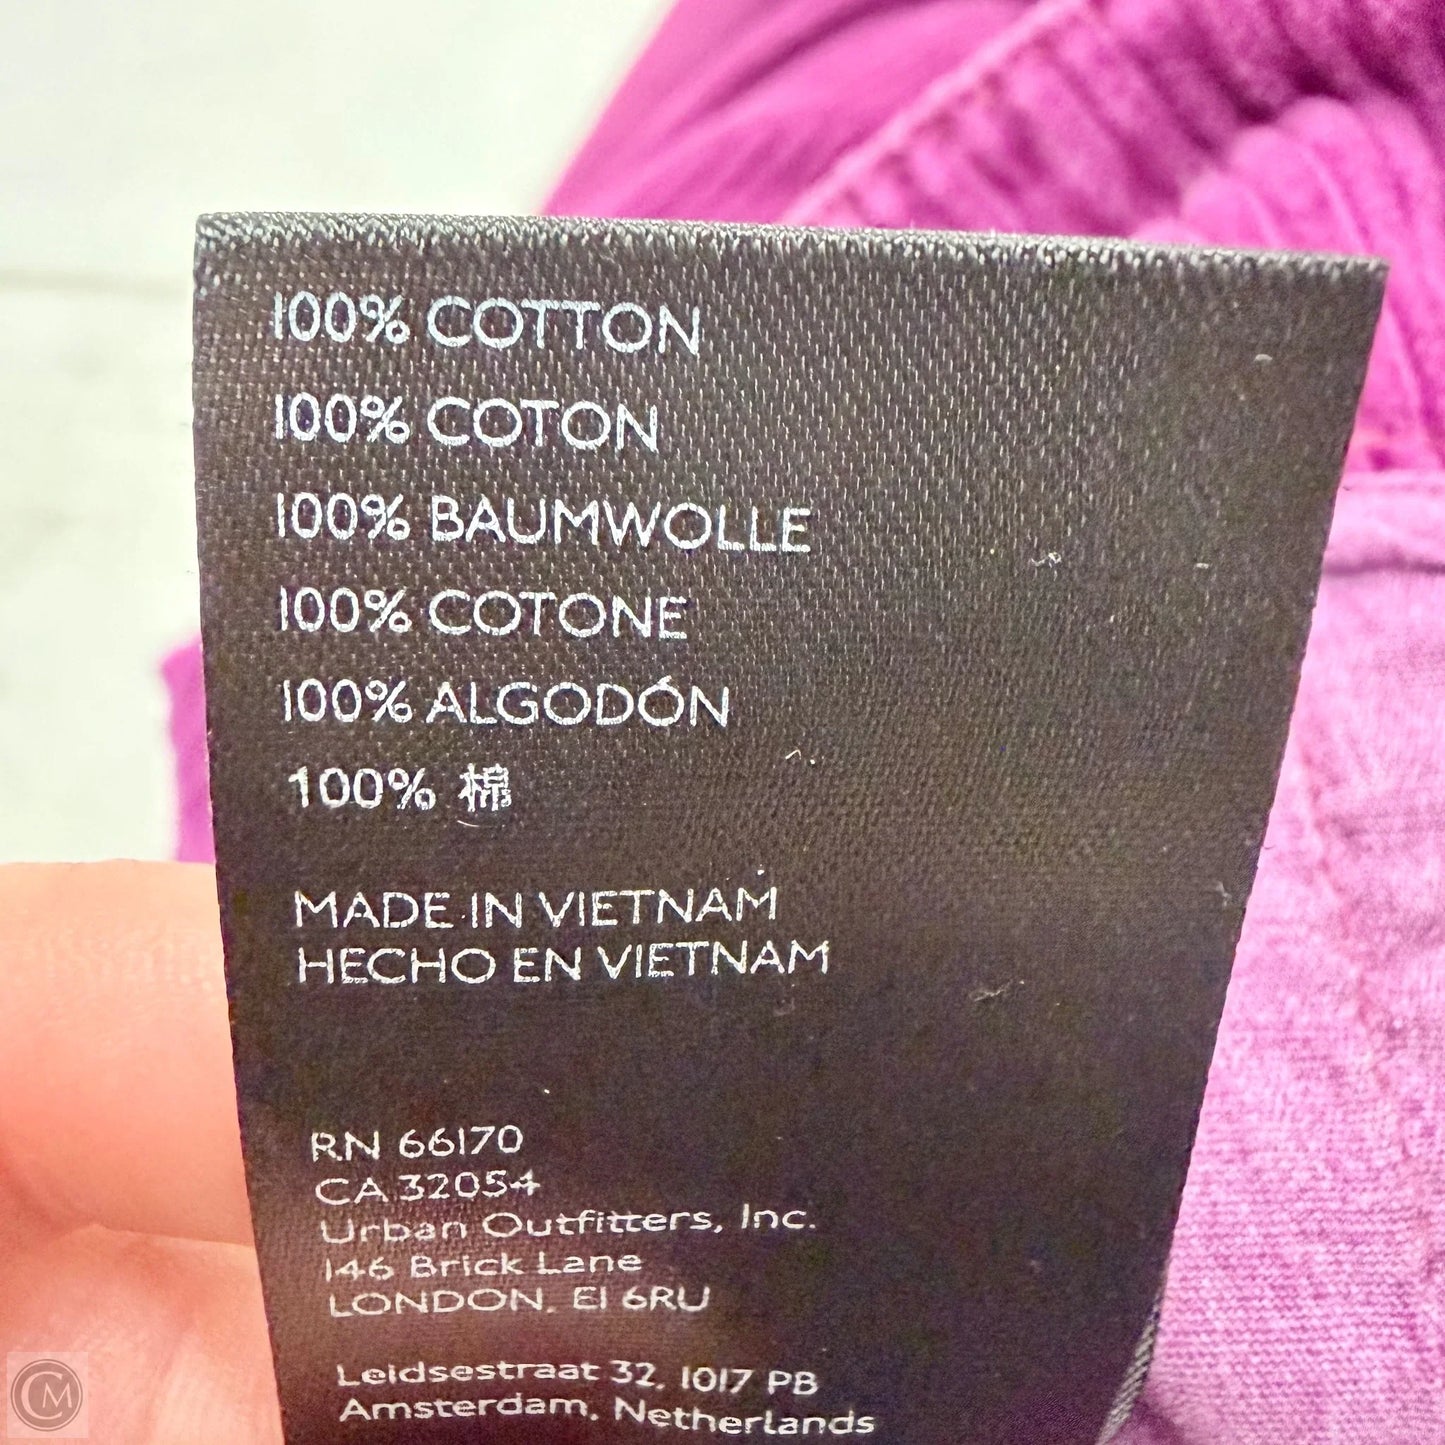 100% COTTON
100% COTON
100% BAUMWOLLE
100% COTONE
100% ALGODÓN
100% 棉
MADE IN VIETNAM
HECHO EN VIETNAM
RN 66170
CA 32054
Urban Outfitters, Inc.
146 Brick Lane
LONDON, E1 6RU
Leidsestraat 32, 1017 PB
Amsterdam, Netherlands
CM